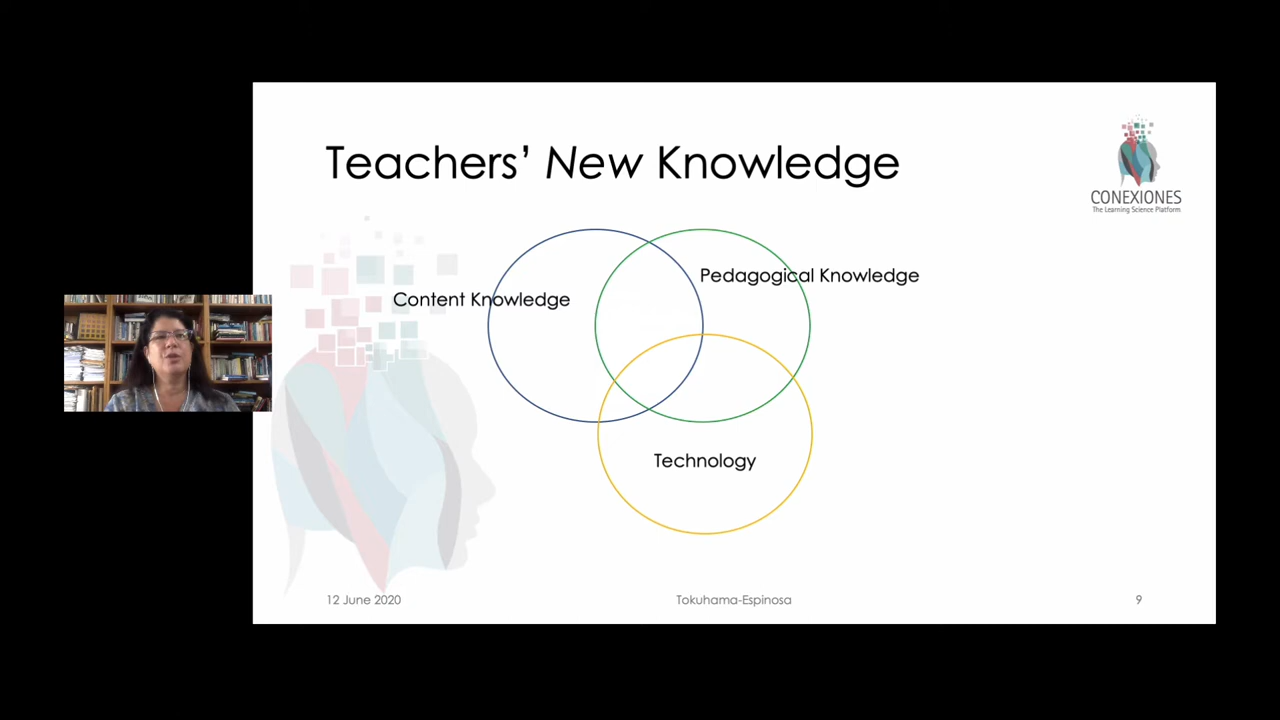 Teachers’ New Knowledge
CONEXIONES
The Learning Science Platform
Pedagogical Knowledge
Content Knowledge
Technology
12 June 2020
Tokuhama-Espinosa
9